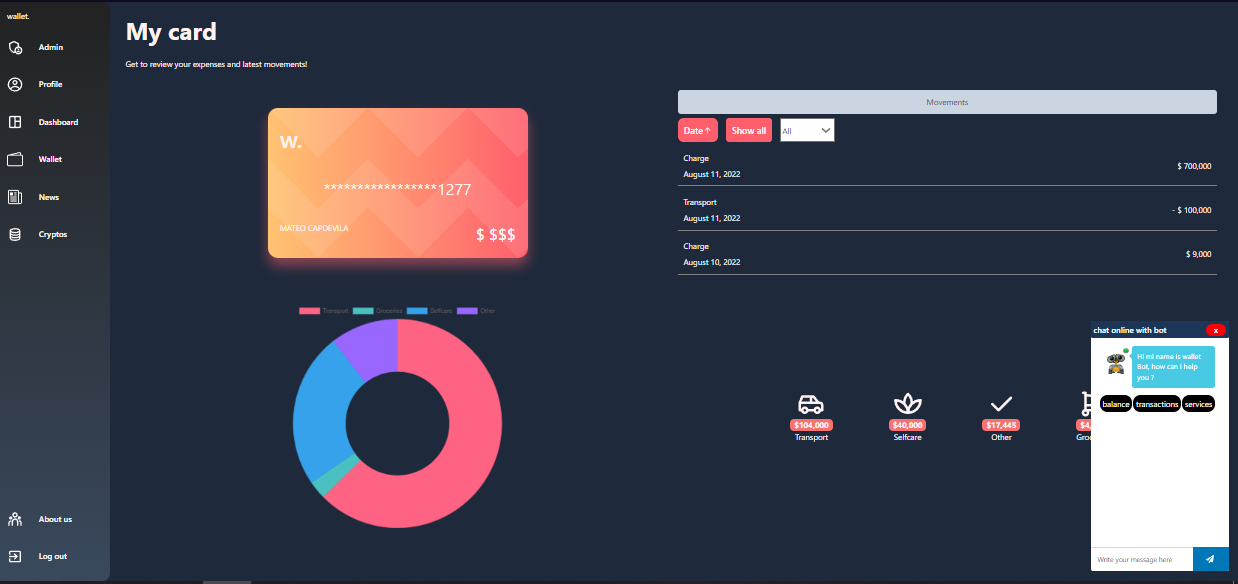 wallet.
Admin
Profile
Dashboard
Wallet
News
Cryptos
About us
Log out
My card
Get to review your expenses and latest movements!
W.
*****************1277
MATEO CAPDEVILA
$ $$$
Transport Groceries Selfcare Other
Movements
Date↑ Show all All
Charge
August 11, 2022
$ 700,000
Transport
August 11, 2022
- $ 100,000
Charge
August 10, 2022
$ 9,000
$104,000
Transport
$40,000
Selfcare
$17,445
Other
$4,
Groc
chat online with bot x
Hi mi name is wallet
Bot, how can I help
you ?
balance transactions services
Write your message here